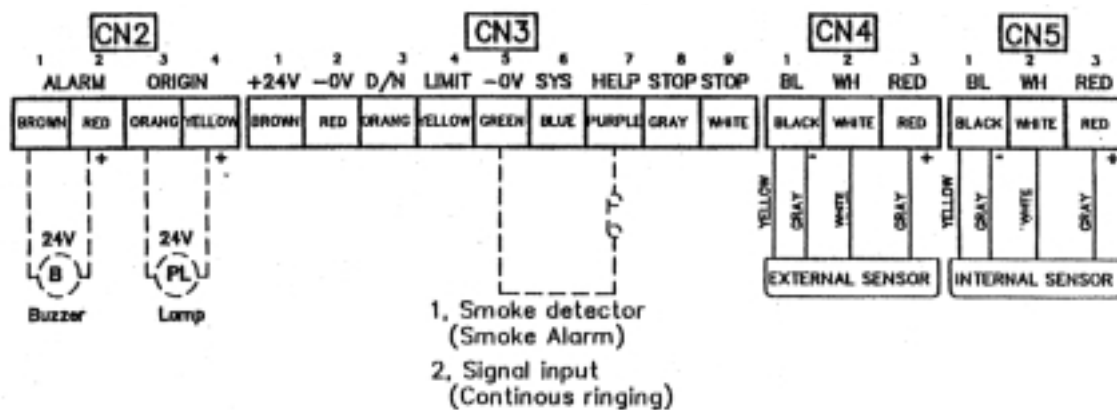 CN2 CN3 CN4 CN5
1 2 3 4 1 2 3 4 5 6 7 8 9 1 2 3 1 2 3
ALARM ORIGIN +24V -0V D/N LIMIT -0V SYS HELP STOP STOP BL WH RED BL WH RED
BROWN RED ORANG YELLOW BROWN RED ORANG YELLOW GREEN BLUE PURPLE GRAY WHITE BLACK WHITE RED BLACK WHITE RED
+ + - + - +
YELLOW GRAY WHITE GRAY YELLOW GRAY WHITE GRAY
24V 24V
B PL EXTERNAL SENSOR INTERNAL SENSOR
Buzzer Lamp
1, Smoke detector
(Smoke Alarm)
2, Signal input
(Continous ringing)